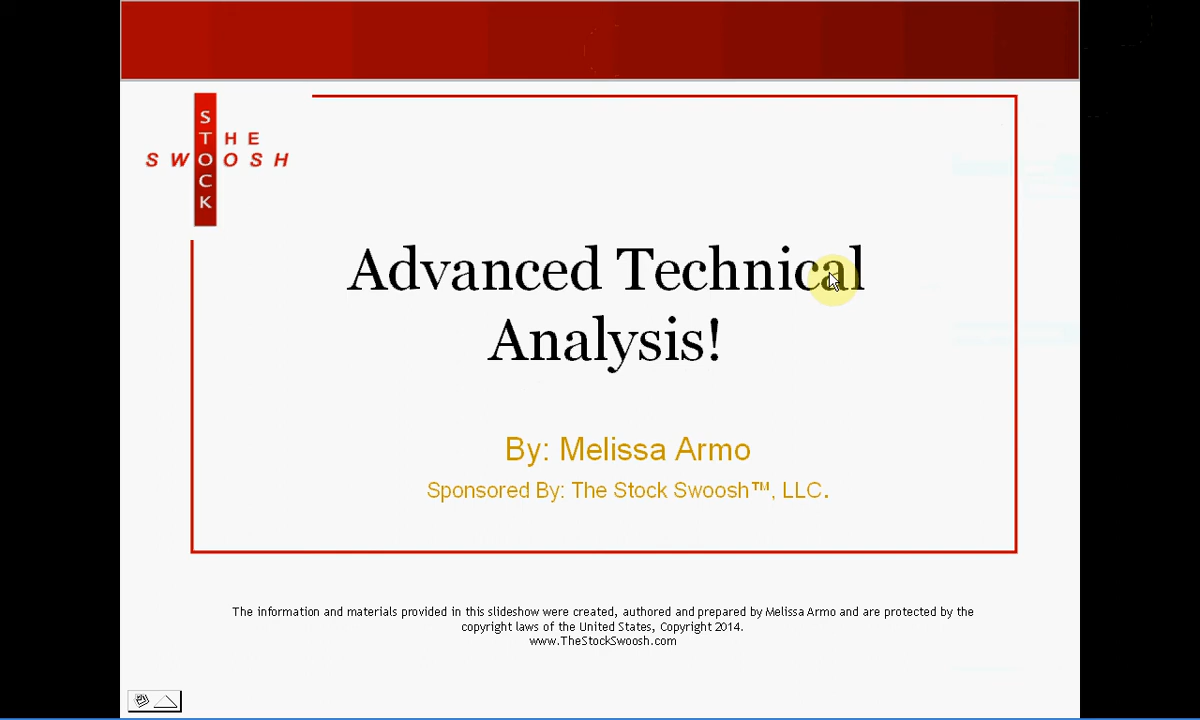 THE
STOCK
SWOOSH
Advanced Technical
Analysis!
By: Melissa Armo
Sponsored By: The Stock Swoosh™, LLC.
The information and materials provided in this slideshow were created, authored and prepared by Melissa Armo and are protected by the
copyright laws of the United States, Copyright 2014.
www.TheStockSwoosh.com